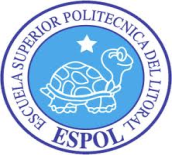 ESCUELA SUPERIOR POLITECNICA DEL LITORAL
ESPOL